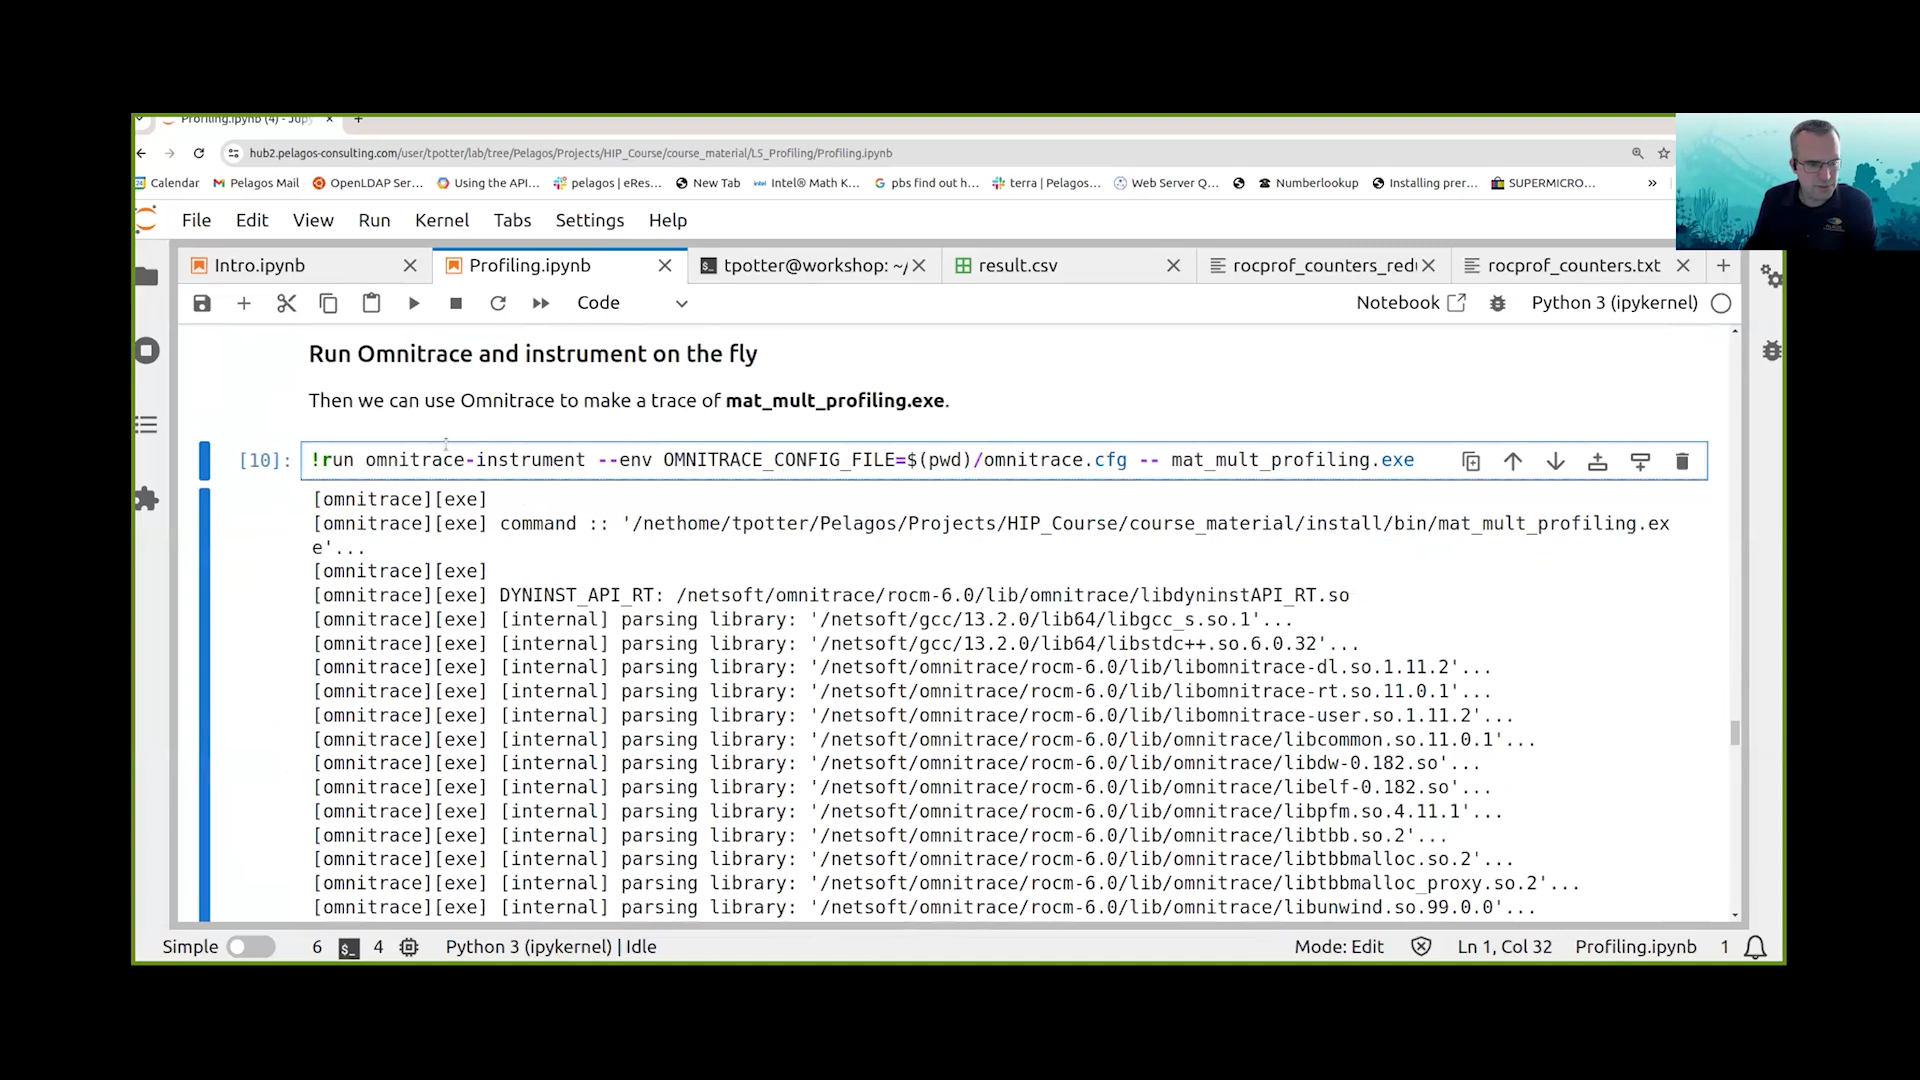 Profiling.ipynb (4) - Jupy
hub2.pelagos-consulting.com/user/tpotter/lab/tree/Pelagos/Projects/HIP_Course/course_material/L5_Profiling/Profiling.ipynb
Calendar Pelagos Mail OpenLDAP Ser... Using the API... pelagos | eRes... New Tab Intel® Math K... pbs find out h... terra | Pelagos... Web Server Q... Numberlookup Installing prer... SUPERMICRO... »
File Edit View Run Kernel Tabs Settings Help
Intro.ipynb Profiling.ipynb tpotter@workshop: ~/ result.csv rocprof_counters_red rocprof_counters.txt
Code Notebook Python 3 (ipykernel)
Run Omnitrace and instrument on the fly
Then we can use Omnitrace to make a trace of mat_mult_profiling.exe.
[10]: !run omnitrace-instrument --env OMNITRACE_CONFIG_FILE=$(pwd)/omnitrace.cfg -- mat_mult_profiling.exe
[omnitrace][exe]
[omnitrace][exe] command :: '/nethome/tpotter/Pelagos/Projects/HIP_Course/course_material/install/bin/mat_mult_profiling.ex
e'...
[omnitrace][exe]
[omnitrace][exe] DYNINST_API_RT: /netsoft/omnitrace/rocm-6.0/lib/omnitrace/libdyninstAPI_RT.so
[omnitrace][exe] [internal] parsing library: '/netsoft/gcc/13.2.0/lib64/libgcc_s.so.1'...
[omnitrace][exe] [internal] parsing library: '/netsoft/gcc/13.2.0/lib64/libstdc++.so.6.0.32'...
[omnitrace][exe] [internal] parsing library: '/netsoft/omnitrace/rocm-6.0/lib/libomnitrace-dl.so.1.11.2'...
[omnitrace][exe] [internal] parsing library: '/netsoft/omnitrace/rocm-6.0/lib/libomnitrace-rt.so.11.0.1'...
[omnitrace][exe] [internal] parsing library: '/netsoft/omnitrace/rocm-6.0/lib/libomnitrace-user.so.1.11.2'...
[omnitrace][exe] [internal] parsing library: '/netsoft/omnitrace/rocm-6.0/lib/omnitrace/libcommon.so.11.0.1'...
[omnitrace][exe] [internal] parsing library: '/netsoft/omnitrace/rocm-6.0/lib/omnitrace/libdw-0.182.so'...
[omnitrace][exe] [internal] parsing library: '/netsoft/omnitrace/rocm-6.0/lib/omnitrace/libelf-0.182.so'...
[omnitrace][exe] [internal] parsing library: '/netsoft/omnitrace/rocm-6.0/lib/omnitrace/libpfm.so.4.11.1'...
[omnitrace][exe] [internal] parsing library: '/netsoft/omnitrace/rocm-6.0/lib/omnitrace/libtbb.so.2'...
[omnitrace][exe] [internal] parsing library: '/netsoft/omnitrace/rocm-6.0/lib/omnitrace/libtbbmalloc.so.2'...
[omnitrace][exe] [internal] parsing library: '/netsoft/omnitrace/rocm-6.0/lib/omnitrace/libtbbmalloc_proxy.so.2'...
[omnitrace][exe] [internal] parsing library: '/netsoft/omnitrace/rocm-6.0/lib/omnitrace/libunwind.so.99.0.0'...
Simple 6 4 Python 3 (ipykernel) | Idle Mode: Edit Ln 1, Col 32 Profiling.ipynb 1